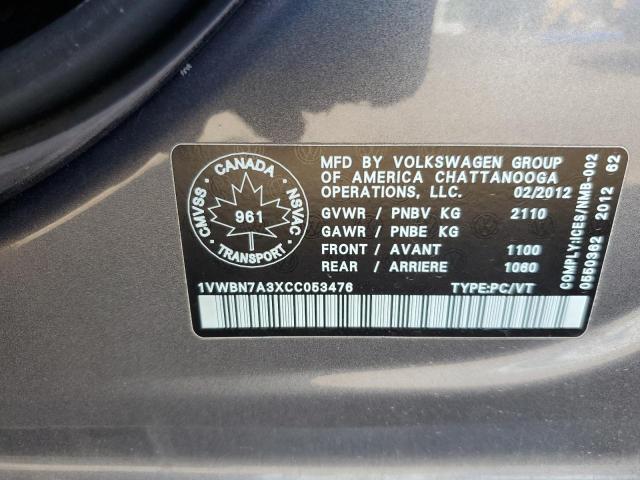 CANADA
CMVSS
NSVAC
961
TRANSPORT
MFD BY VOLKSWAGEN GROUP
OF AMERICA CHATTANOOGA
OPERATIONS, LLC. 02/2012
GVWR / PNBV KG 2110
GAWR / PNBE KG
FRONT / AVANT 1100
REAR / ARRIERE 1060
1VWBN7A3XCC053476 TYPE:PC/VT
COMPLY:ICES/NMB-002
0550362 2012 62